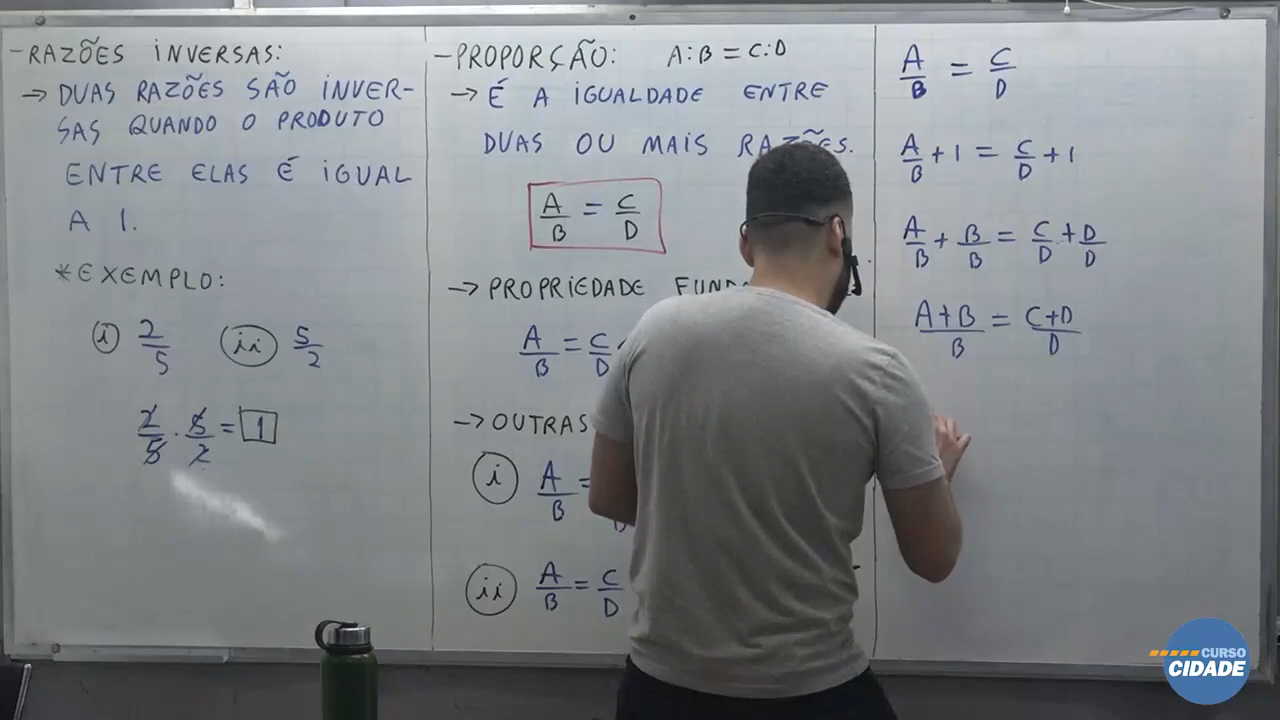 -RAZÕES INVERSAS:
→ DUAS RAZÕES SÃO INVER-
SAS QUANDO O PRODUTO
ENTRE ELAS É IGUAL
A 1.
*EXEMPLO:
i 2/5 ii 5/2
2/5 . 5/2 = 1
-PROPORÇÃO: A:B = C:D
→ É A IGUALDADE ENTRE
DUAS OU MAIS RAZÕES.
A/B = C/D
→ PROPRIEDADE
A/B = C/D
→ OUTRAS
i A/B =
ii A/B = C/D
A/B = C/D
A/B + 1 = C/D + 1
A/B + B/B = C/D + D/D
A+B/B = C+D/D
CURSO
CIDADE